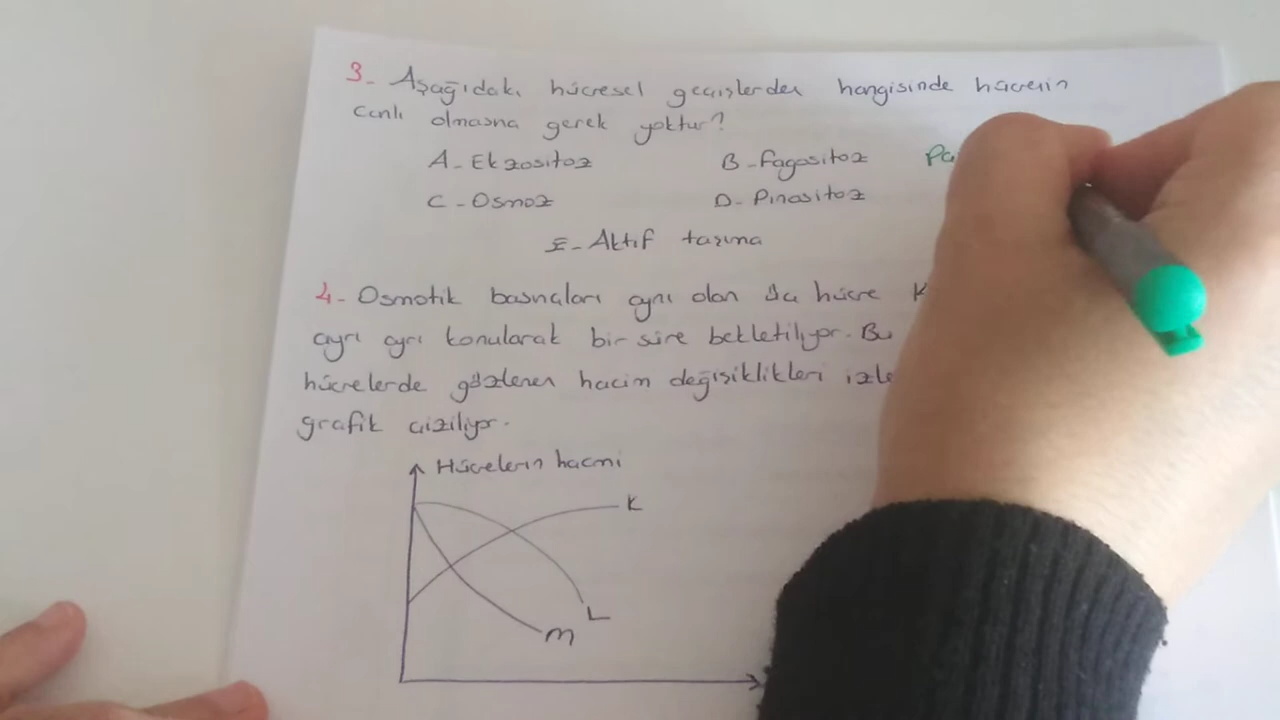 3- Aşağıdaki hücresel geçişlerden hangisinde hücrenin
canlı olmasına gerek yoktur?
A- Ekzositoz B- Fagositoz Pa
C- Osmoz D- Pinositoz
E- Aktif taşıma
4- Osmotik basınçları aynı olan üç hücre K
ayrı ayrı konularak bir süre bekletiliyor. Bu
hücrelerde gözlenen hacim değişiklikleri izle
grafik çiziliyor.
Hücrelerin hacmi
K
L
M